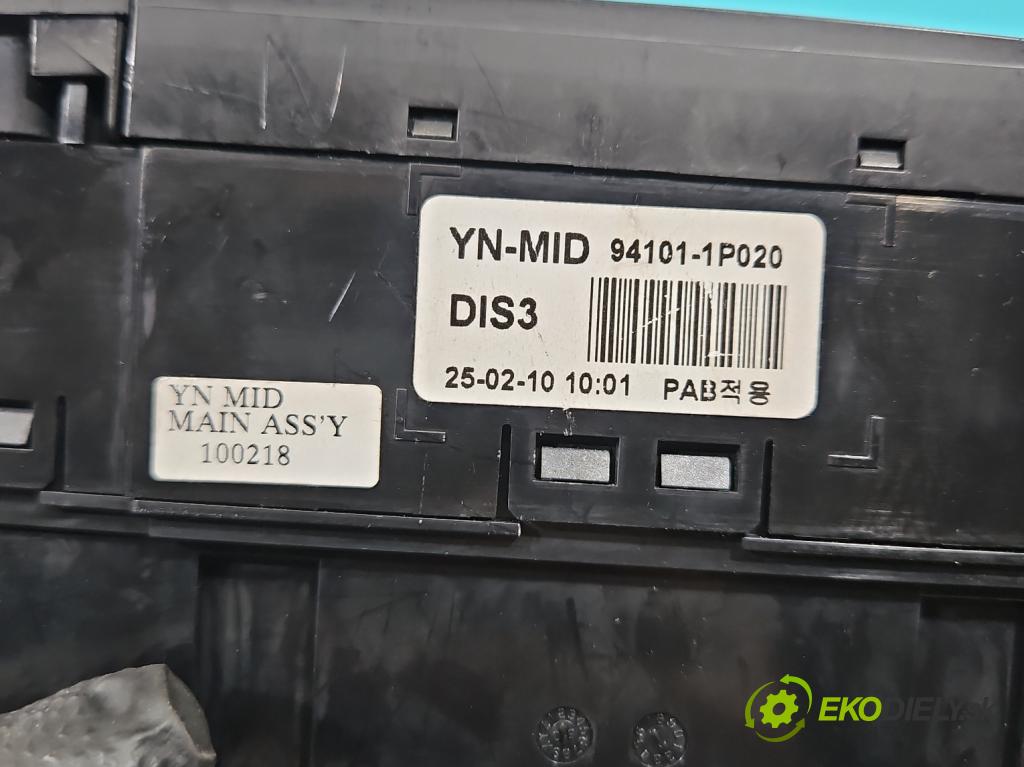 YN-MID 94101-1P020
DIS3
25-02-10 10:01 PAB적용
YN MID
MAIN ASS'Y
100218
EKODIELY.sk